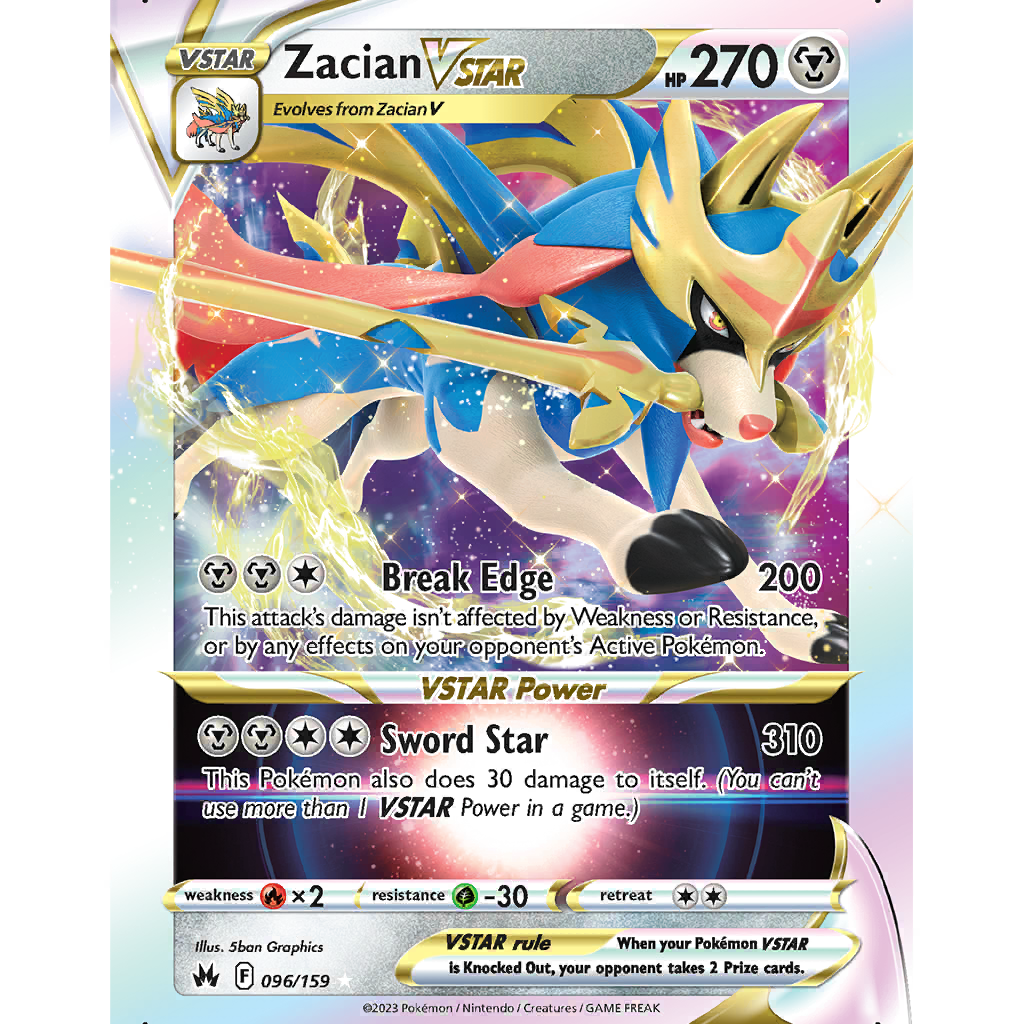 VSTAR
Zacian VSTAR
HP 270
Evolves from Zacian V
Break Edge 200
This attack's damage isn't affected by Weakness or Resistance,
or by any effects on your opponent's Active Pokémon.
VSTAR Power
Sword Star 310
This Pokémon also does 30 damage to itself. (You can't
use more than 1 VSTAR Power in a game.)
weakness ×2 resistance -30 retreat
Illus. 5ban Graphics
VSTAR rule When your Pokémon VSTAR
is Knocked Out, your opponent takes 2 Prize cards.
F 096/159
©2023 Pokémon / Nintendo / Creatures / GAME FREAK